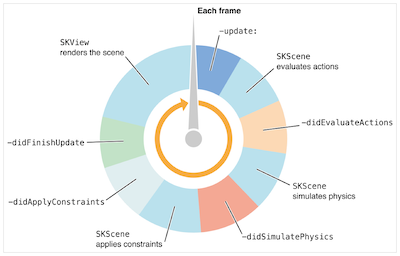 Each frame
-update:
SKScene
evaluates actions
-didEvaluateActions
SKScene
simulates physics
-didSimulatePhysics
SKScene
applies constraints
-didApplyConstraints
-didFinishUpdate
SKView
renders the scene